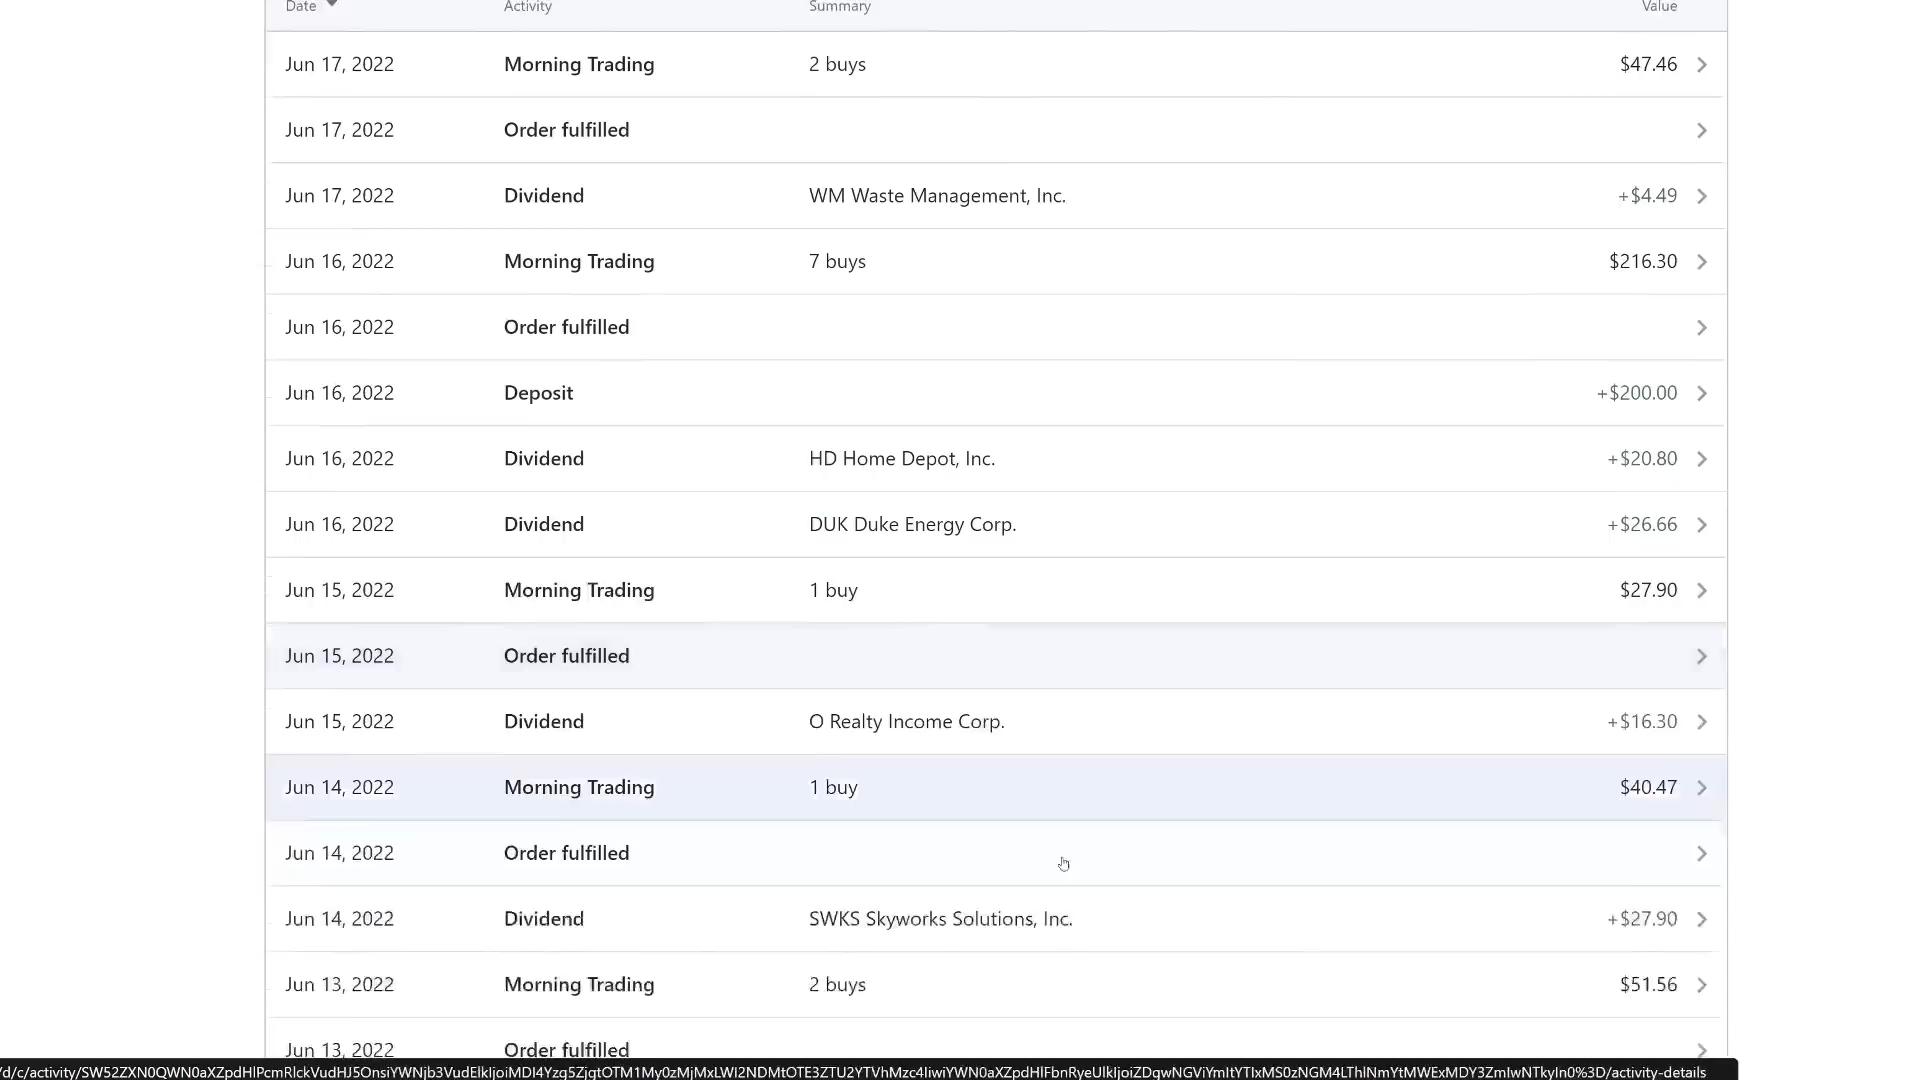 Date Activity Summary Value
Jun 17, 2022 Morning Trading 2 buys $47.46
Jun 17, 2022 Order fulfilled
Jun 17, 2022 Dividend WM Waste Management, Inc. +$4.49
Jun 16, 2022 Morning Trading 7 buys $216.30
Jun 16, 2022 Order fulfilled
Jun 16, 2022 Deposit +$200.00
Jun 16, 2022 Dividend HD Home Depot, Inc. +$20.80
Jun 16, 2022 Dividend DUK Duke Energy Corp. +$26.66
Jun 15, 2022 Morning Trading 1 buy $27.90
Jun 15, 2022 Order fulfilled
Jun 15, 2022 Dividend O Realty Income Corp. +$16.30
Jun 14, 2022 Morning Trading 1 buy $40.47
Jun 14, 2022 Order fulfilled
Jun 14, 2022 Dividend SWKS Skyworks Solutions, Inc. +$27.90
Jun 13, 2022 Morning Trading 2 buys $51.56
Jun 13, 2022 Order fulfilled